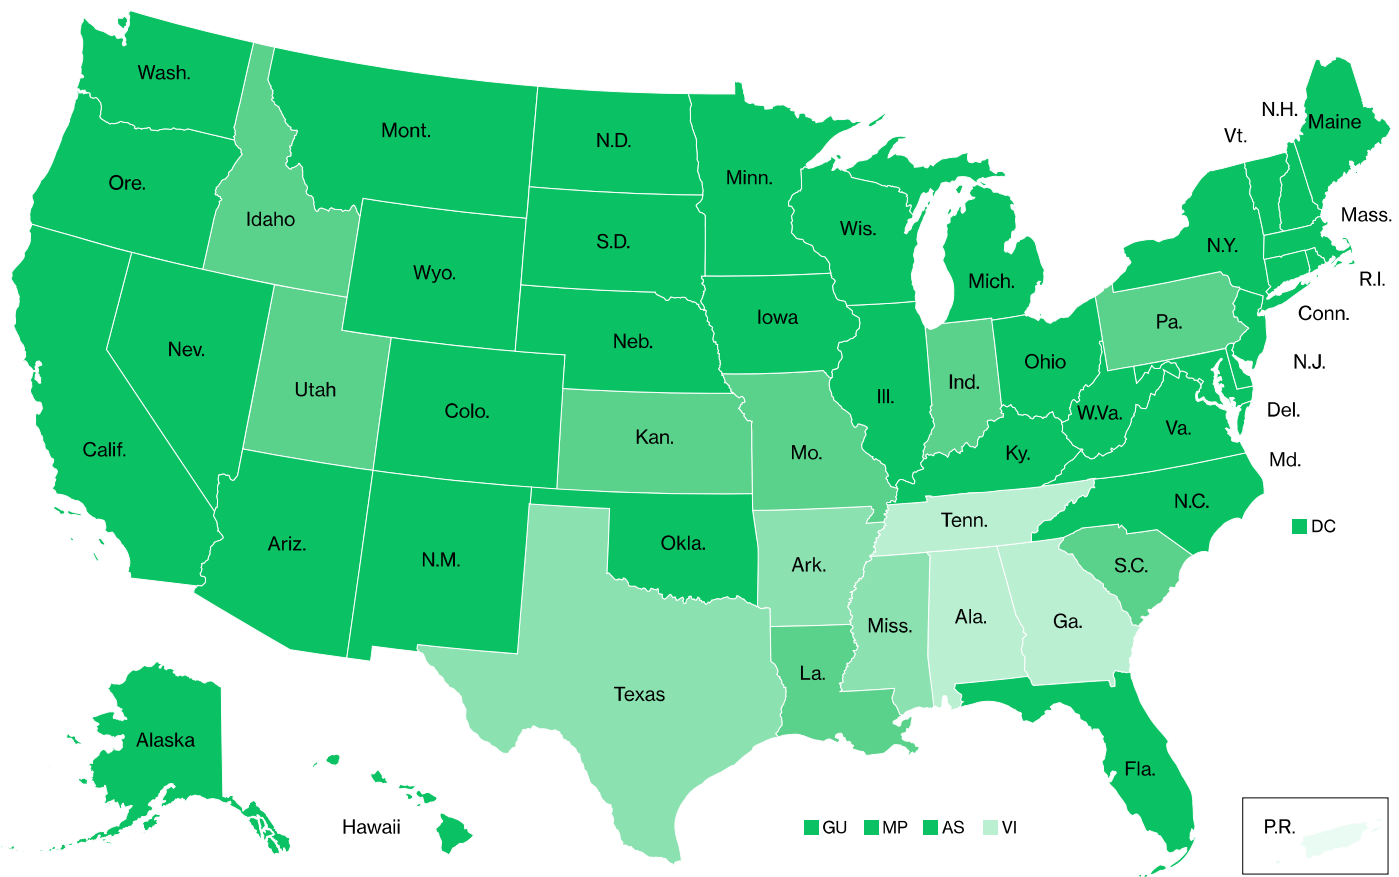 Wash.
Mont.
N.D.
Minn.
N.H.
Maine
Vt.
Ore.
Idaho
S.D.
Wis.
Mass.
N.Y.
Wyo.
Mich.
R.I.
Iowa
Conn.
Pa.
Nev.
Neb.
Ohio
N.J.
Utah
Ind.
Colo.
Ill.
W.Va.
Del.
Calif.
Kan.
Mo.
Ky.
Va.
Md.
N.C.
DC
Ariz.
N.M.
Okla.
Tenn.
Ark.
S.C.
Miss.
Ala.
Ga.
La.
Texas
Alaska
Fla.
Hawaii
GU MP AS VI
P.R.